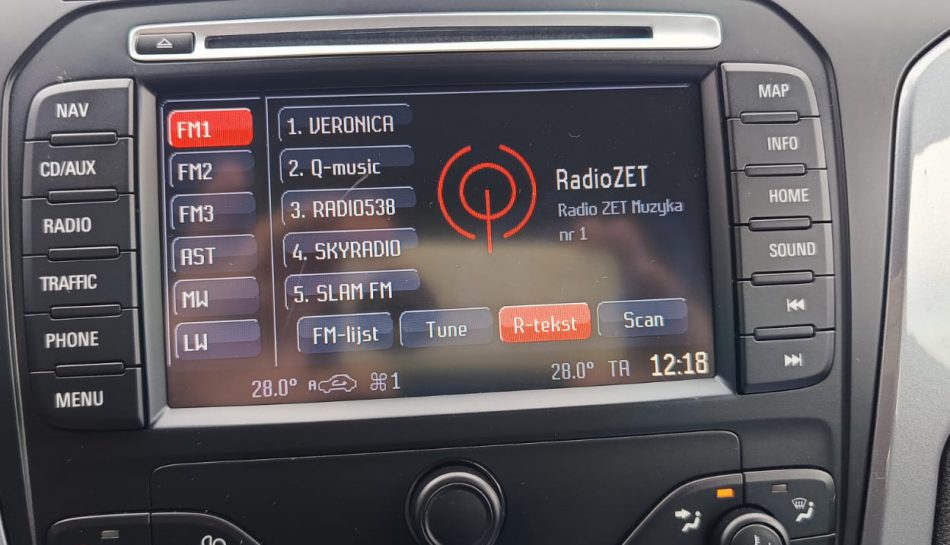 NAV
CD/AUX
RADIO
TRAFFIC
PHONE
MENU
FM1
FM2
FM3
AST
MW
LW
1. VERONICA
2. Q-music
3. RADIO538
4. SKYRADIO
5. SLAM FM
RadioZET
Radio ZET Muzyka
nr 1
FM-lijst
Tune
R-tekst
Scan
28.0° A ⌘1
28.0° TA 12:18
MAP
INFO
HOME
SOUND